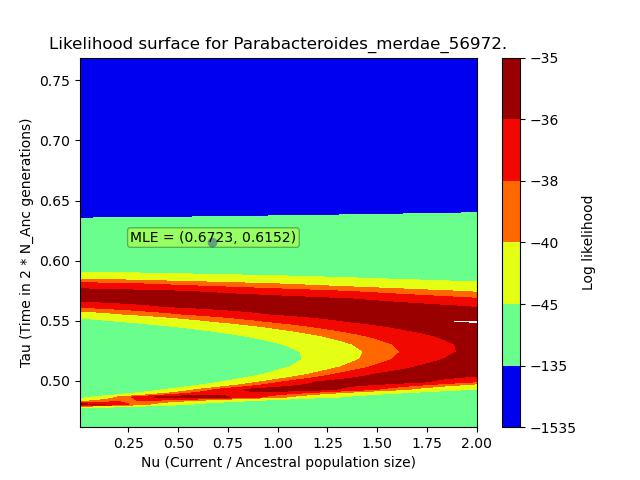 Likelihood surface for Parabacteroides_merdae_56972.
Tau (Time in 2 * N_Anc generations)
0.75
0.70
0.65
0.60
0.55
0.50
MLE = (0.6723, 0.6152)
0.25 0.50 0.75 1.00 1.25 1.50 1.75 2.00
Nu (Current / Ancestral population size)
−35
−36
−38
−40
−45
−135
−1535
Log likelihood